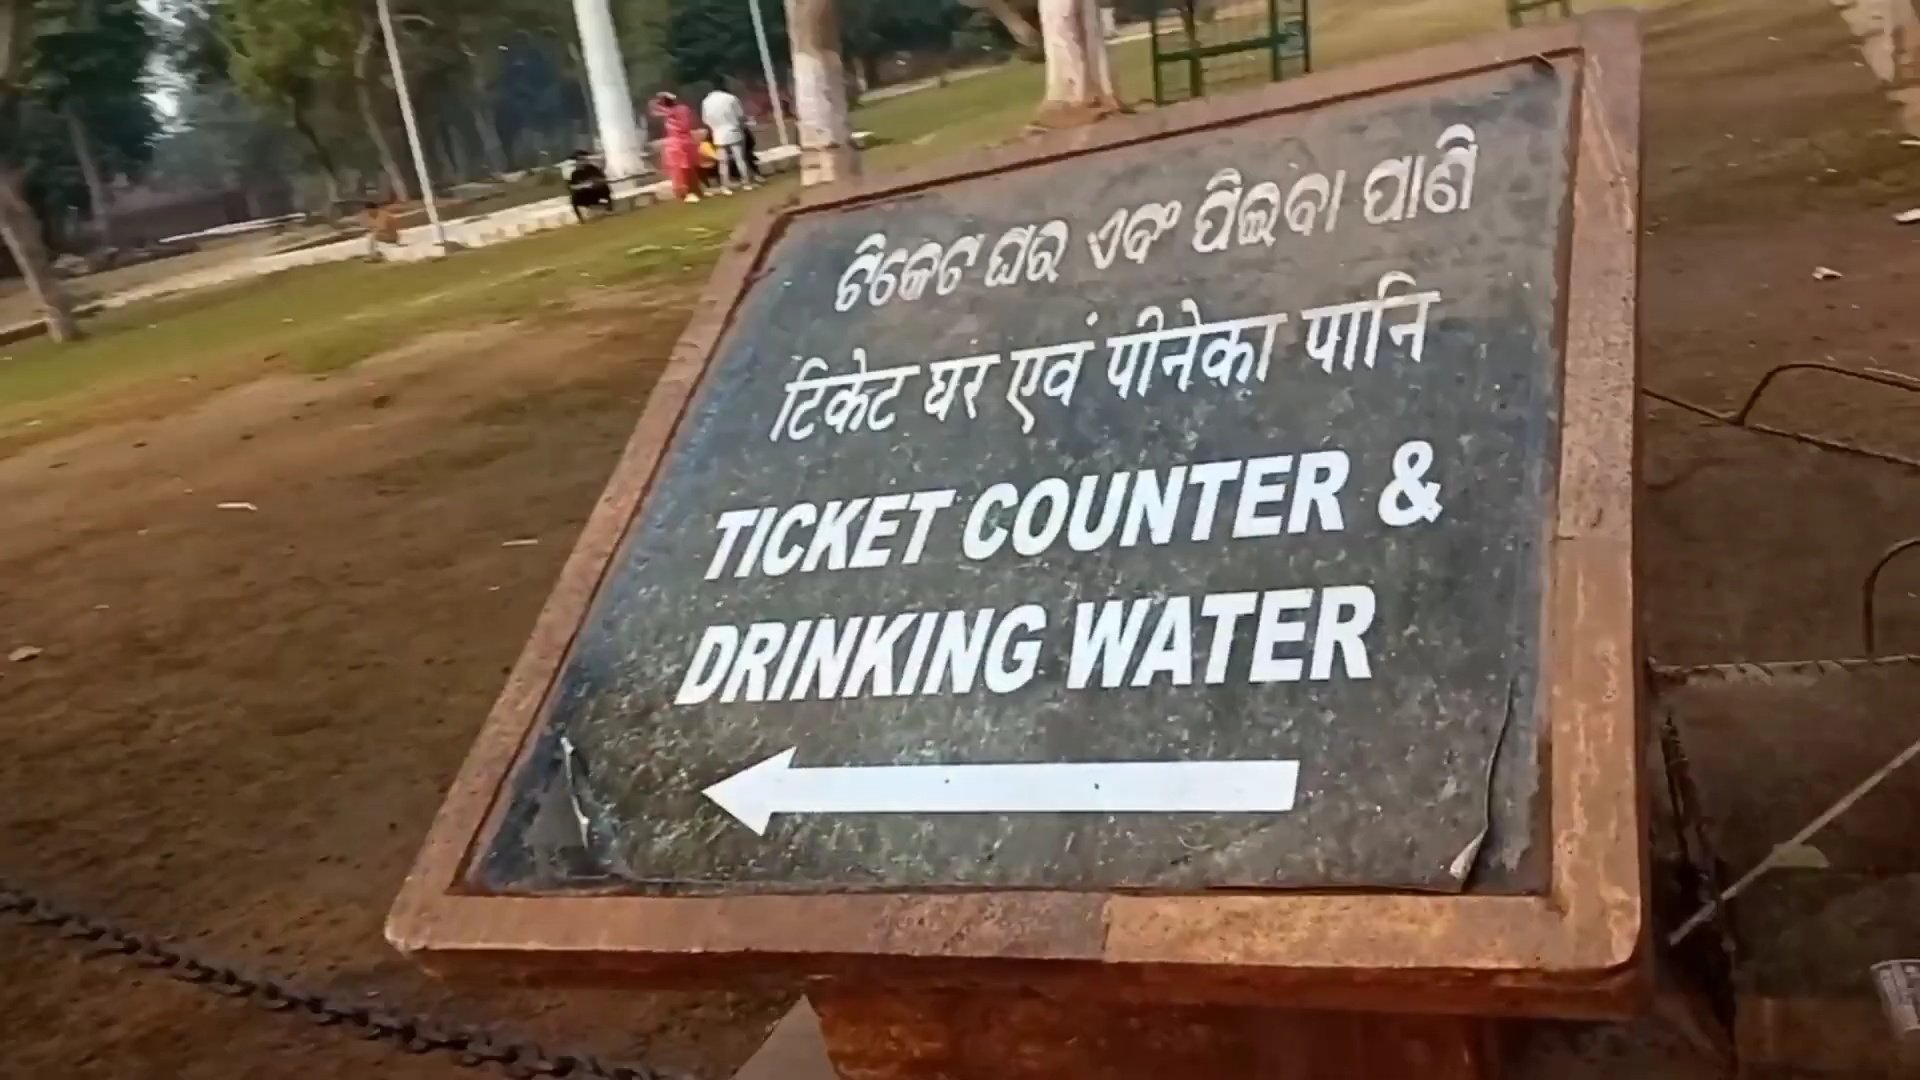 ଟିକେଟ ଘର ଏବଂ ପିଇବା ପାଣି
टिकेट घर एवं पीनेका पानि
TICKET COUNTER &
DRINKING WATER